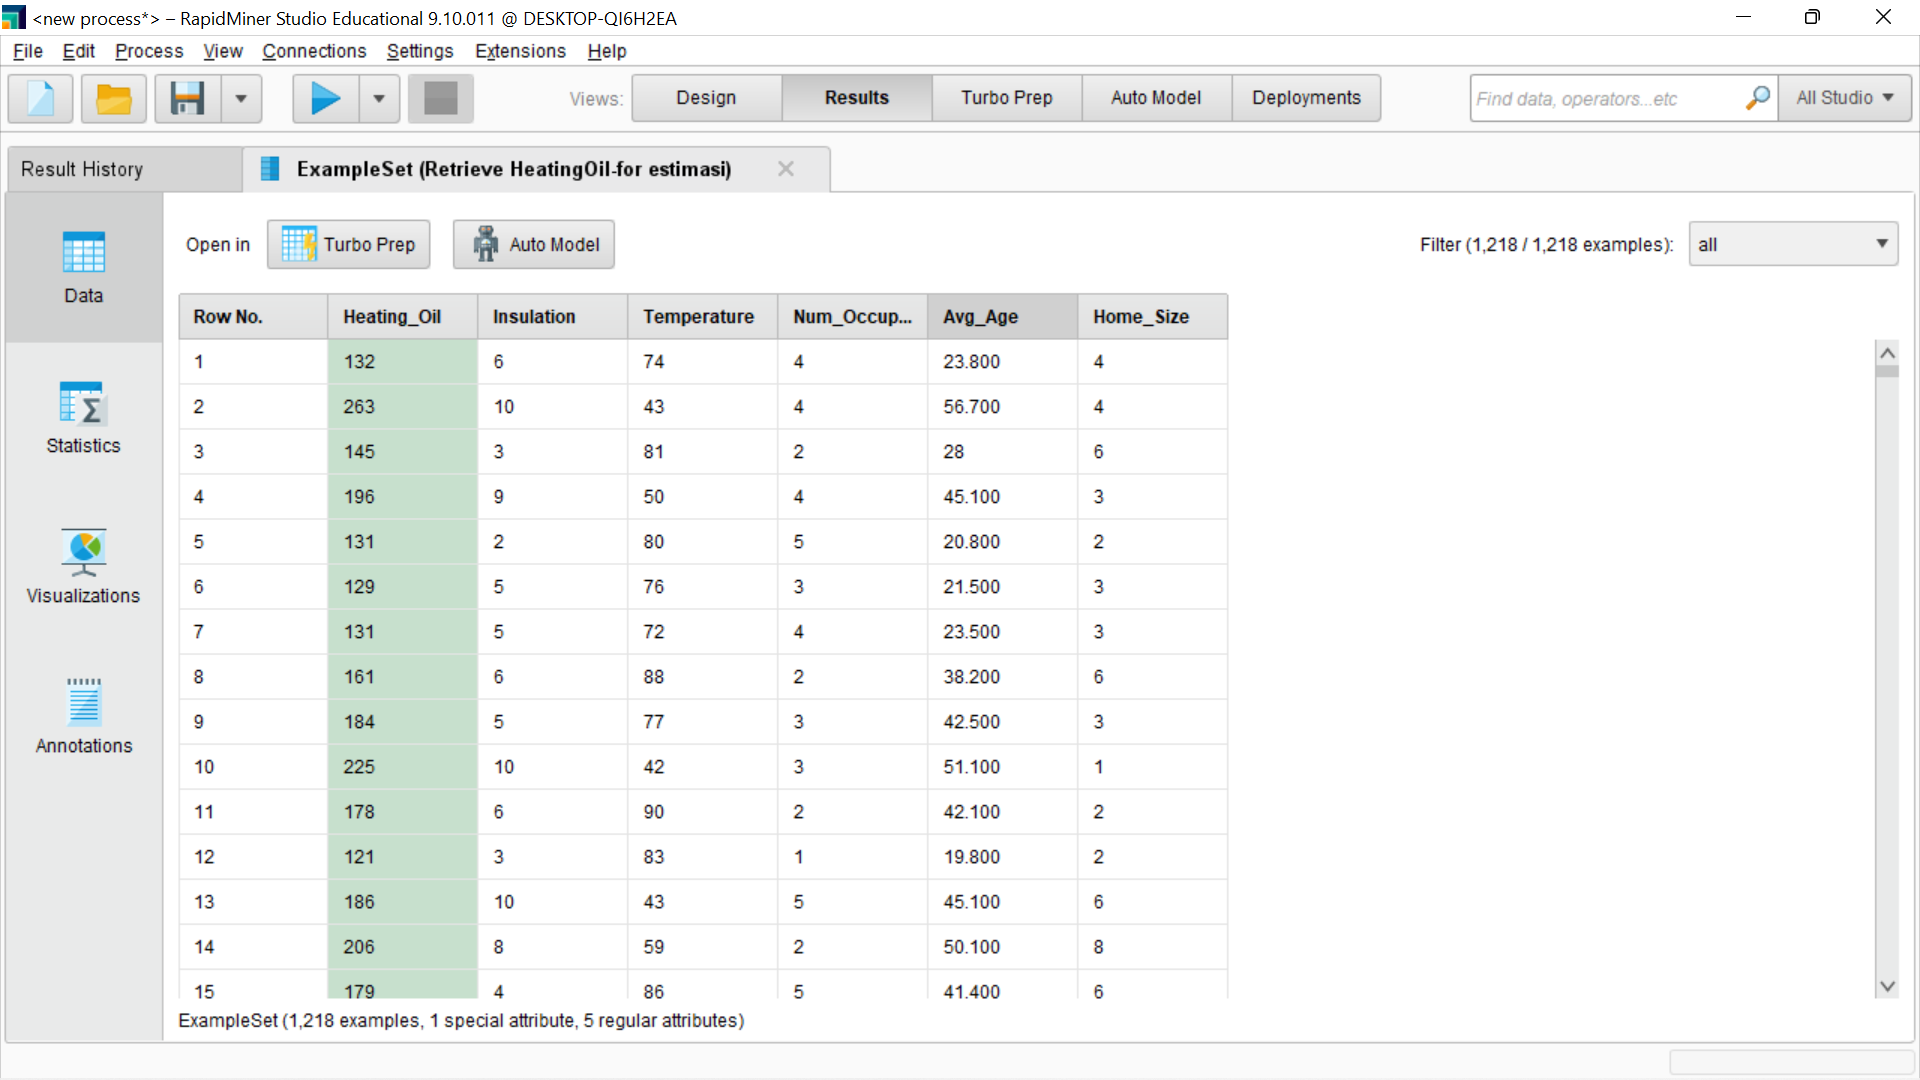 <new process*> – RapidMiner Studio Educational 9.10.011 @ DESKTOP-QI6H2EA
File Edit Process View Connections Settings Extensions Help
Views: Design Results Turbo Prep Auto Model Deployments Find data, operators...etc All Studio
Result History ExampleSet (Retrieve HeatingOil-for estimasi)
Open in Turbo Prep Auto Model Filter (1,218 / 1,218 examples): all
Data
Statistics
Visualizations
Annotations
Row No. Heating_Oil Insulation Temperature Num_Occup... Avg_Age Home_Size
1 132 6 74 4 23.800 4
2 263 10 43 4 56.700 4
3 145 3 81 2 28 6
4 196 9 50 4 45.100 3
5 131 2 80 5 20.800 2
6 129 5 76 3 21.500 3
7 131 5 72 4 23.500 3
8 161 6 88 2 38.200 6
9 184 5 77 3 42.500 3
10 225 10 42 3 51.100 1
11 178 6 90 2 42.100 2
12 121 3 83 1 19.800 2
13 186 10 43 5 45.100 6
14 206 8 59 2 50.100 8
15 179 4 86 5 41.400 6
ExampleSet (1,218 examples, 1 special attribute, 5 regular attributes)